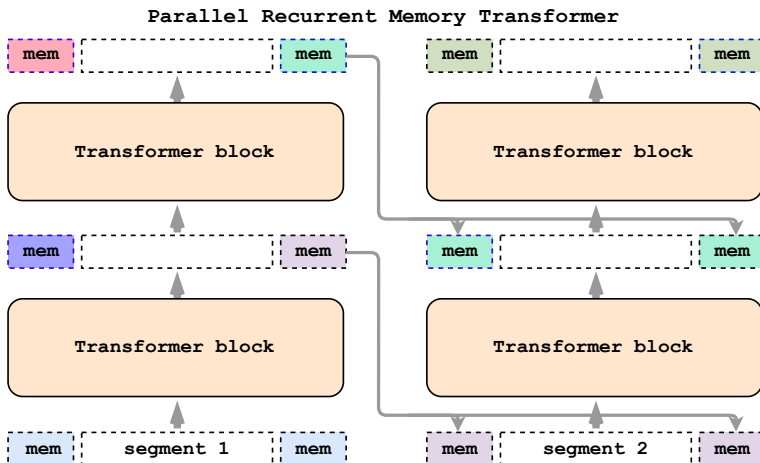 Parallel Recurrent Memory Transformer
mem mem mem mem
Transformer block Transformer block
mem mem mem mem
Transformer block Transformer block
mem segment 1 mem mem segment 2 mem